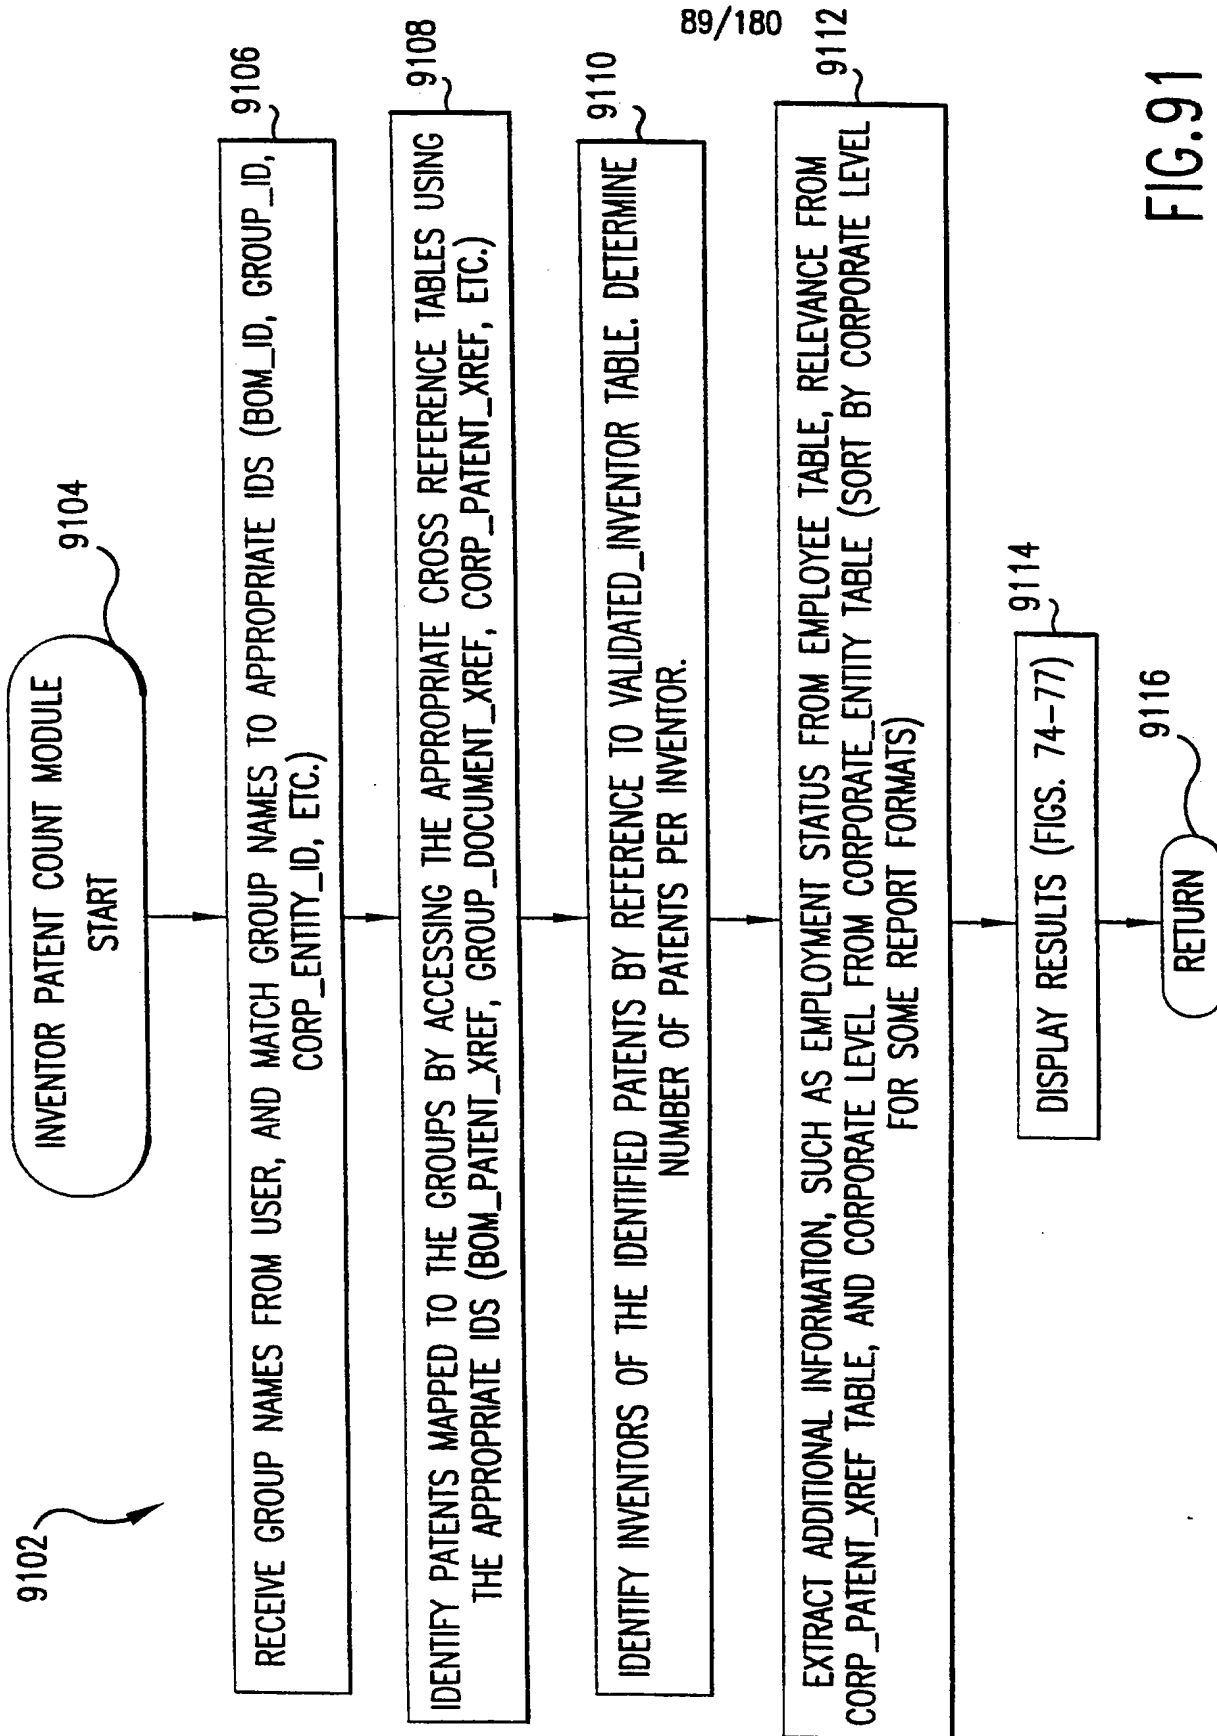 89/180
9102
INVENTOR PATENT COUNT MODULE
START
9104
9106
RECEIVE GROUP NAMES FROM USER, AND MATCH GROUP NAMES TO APPROPRIATE IDS (BOM_ID, GROUP_ID,
CORP_ENTITY_ID, ETC.)
9108
IDENTIFY PATENTS MAPPED TO THE GROUPS BY ACCESSING THE APPROPRIATE CROSS REFERENCE TABLES USING
THE APPROPRIATE IDS (BOM_PATENT_XREF, GROUP_DOCUMENT_XREF, CORP_PATENT_XREF, ETC.)
9110
IDENTIFY INVENTORS OF THE IDENTIFIED PATENTS BY REFERENCE TO VALIDATED_INVENTOR TABLE. DETERMINE
NUMBER OF PATENTS PER INVENTOR.
9112
EXTRACT ADDITIONAL INFORMATION, SUCH AS EMPLOYMENT STATUS FROM EMPLOYEE TABLE, RELEVANCE FROM
CORP_PATENT_XREF TABLE, AND CORPORATE LEVEL FROM CORPORATE_ENTITY TABLE (SORT BY CORPORATE LEVEL
FOR SOME REPORT FORMATS)
9114
DISPLAY RESULTS (FIGS. 74-77)
9116
RETURN
FIG.91